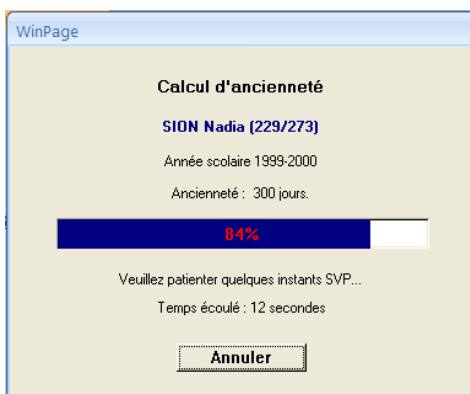 WinPage
Calcul d'ancienneté
SION Nadia (229/273)
Année scolaire 1999-2000
Ancienneté : 300 jours.
84%
Veuillez patienter quelques instants SVP...
Temps écoulé : 12 secondes
Annuler